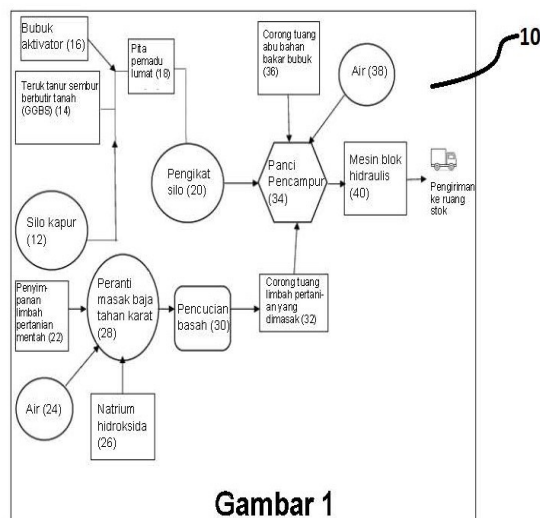 10
Bubuk
aktivator (16)
Pita
pemadu
lumat (18)
Corong tuang
abu bahan
bakar bubuk
(36)
Air (38)
Teruk tanur sembur
berbutir tanah
(GGBS) (14)
Pengikat
silo (20)
Panci
Pencampur
(34)
Mesin blok
hidraulis
(40)
Pengiriman
ke ruang
stok
Silo kapur
(12)
Penyim-
panan
limbah
pertanian
mentah (22)
Peranti
masak baja
tahan karat
(28)
Pencucian
basah (30)
Corong tuang
limbah pertani-
an yang
dimasak (32)
Air (24)
Natrium
hidroksida
(26)
Gambar 1